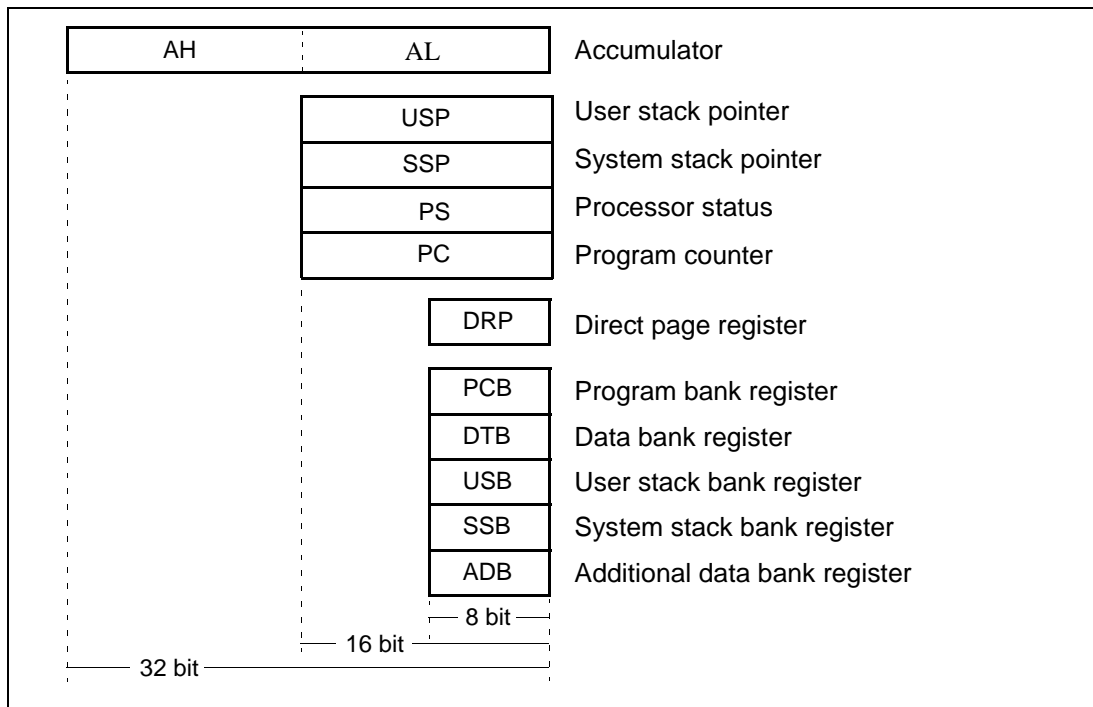 AH AL Accumulator
USP User stack pointer
SSP System stack pointer
PS Processor status
PC Program counter
DRP Direct page register
PCB Program bank register
DTB Data bank register
USB User stack bank register
SSB System stack bank register
ADB Additional data bank register
8 bit
16 bit
32 bit